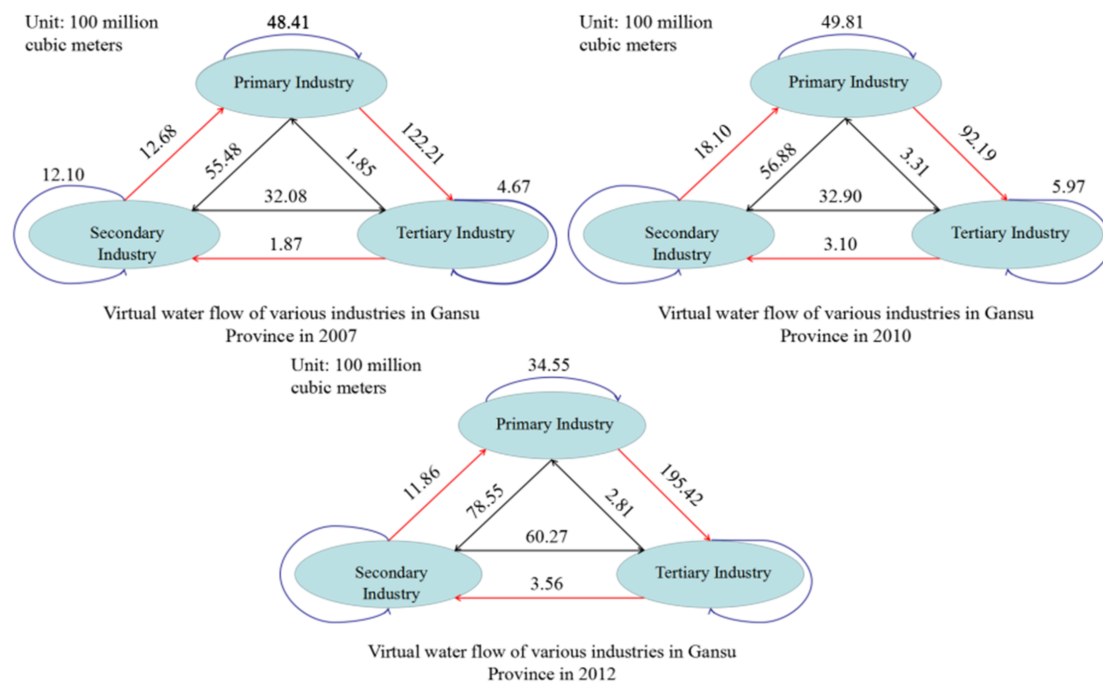 Unit: 100 million
cubic meters
48.41
Primary Industry
12.68
55.48
1.85
122.21
12.10
32.08
4.67
Secondary
Industry
Tertiary Industry
1.87
Virtual water flow of various industries in Gansu
Province in 2007
Unit: 100 million
cubic meters
49.81
Primary Industry
18.10
56.88
3.31
92.19
32.90
5.97
Secondary
Industry
Tertiary Industry
3.10
Virtual water flow of various industries in Gansu
Province in 2010
Unit: 100 million
cubic meters
34.55
Primary Industry
11.86
78.55
2.81
195.42
60.27
Secondary
Industry
Tertiary Industry
3.56
Virtual water flow of various industries in Gansu
Province in 2012